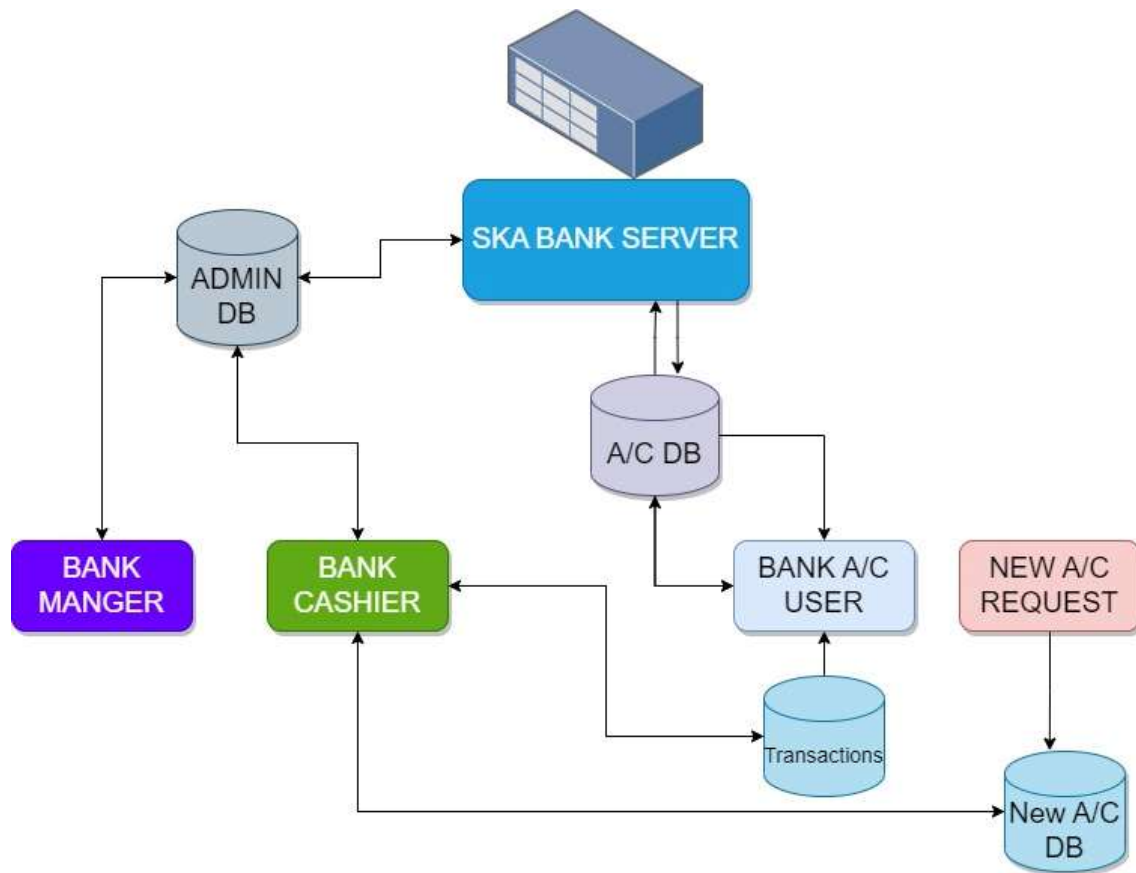 SKA BANK SERVER
ADMIN
DB
A/C DB
BANK
MANGER
BANK
CASHIER
BANK A/C
USER
NEW A/C
REQUEST
Transactions
New A/C
DB